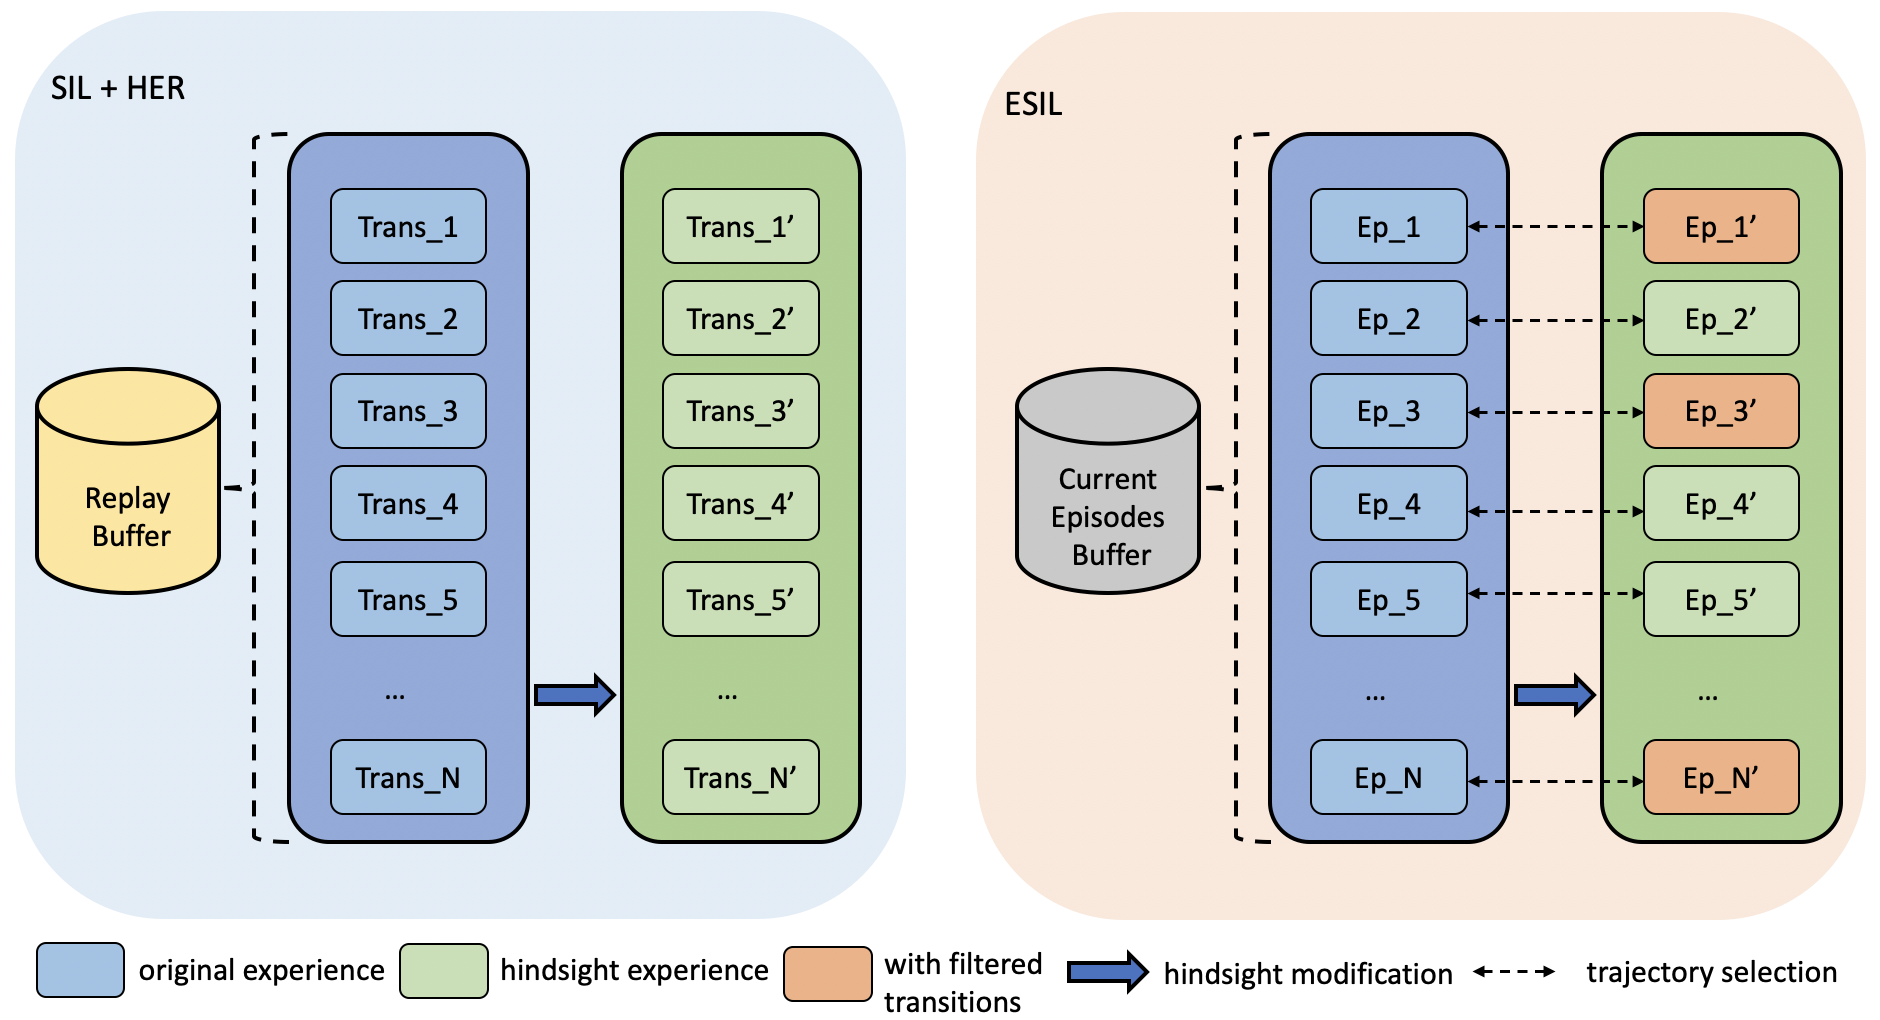 SIL + HER
Replay
Buffer
Trans_1
Trans_2
Trans_3
Trans_4
Trans_5
...
Trans_N
Trans_1’
Trans_2’
Trans_3’
Trans_4’
Trans_5’
...
Trans_N’
ESIL
Current
Episodes
Buffer
Ep_1
Ep_2
Ep_3
Ep_4
Ep_5
...
Ep_N
Ep_1’
Ep_2’
Ep_3’
Ep_4’
Ep_5’
...
Ep_N’
original experience
hindsight experience
with filtered
transitions
hindsight modification
trajectory selection